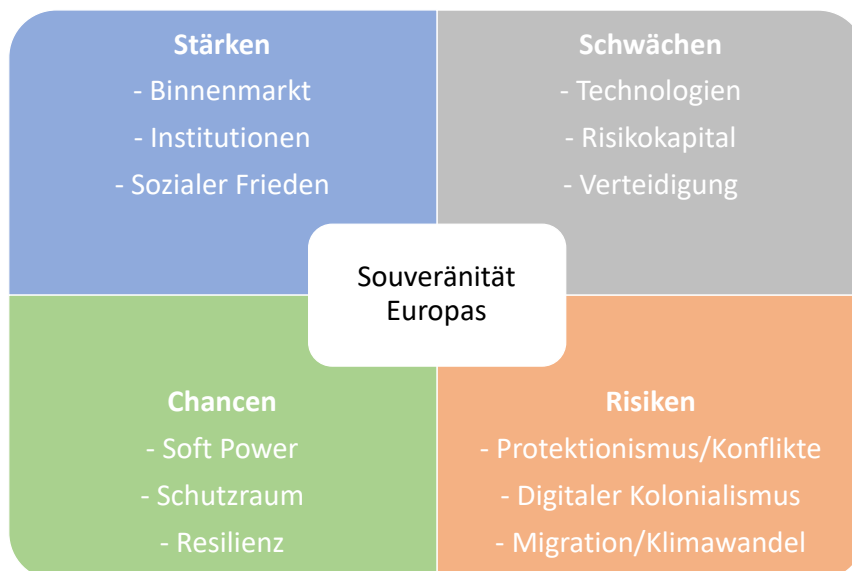 Stärken
- Binnenmarkt
- Institutionen
- Sozialer Frieden
Schwächen
- Technologien
- Risikokapital
- Verteidigung
Souveränität
Europas
Chancen
- Soft Power
- Schutzraum
- Resilienz
Risiken
- Protektionismus/Konflikte
- Digitaler Kolonialismus
- Migration/Klimawandel